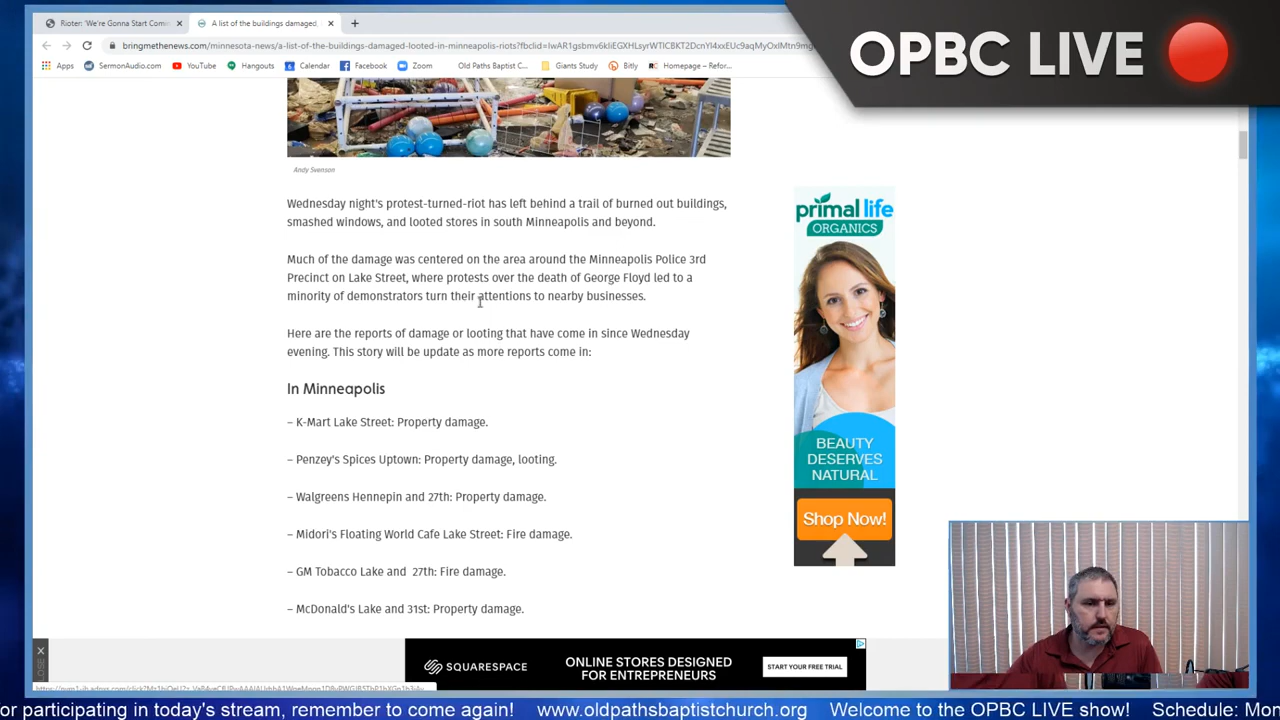 Rioter: 'We're Gonna Start Comi
A list of the buildings damaged,
OPBC LIVE
bringmethenews.com/minnesota-news/a-list-of-the-buildings-damaged-looted-in-minneapolis-riots?fbclid=
Apps
SermonAudio.com
YouTube
Hangouts
Calendar
Facebook
Zoom
Old Paths Baptist C...
Giants Study
Bitly
Homepage – Refor...
Andy Svenson
Wednesday night's protest-turned-riot has left behind a trail of burned out buildings,
smashed windows, and looted stores in south Minneapolis and beyond.
Much of the damage was centered on the area around the Minneapolis Police 3rd
Precinct on Lake Street, where protests over the death of George Floyd led to a
minority of demonstrators turn their attentions to nearby businesses.
Here are the reports of damage or looting that have come in since Wednesday
evening. This story will be update as more reports come in:
In Minneapolis
– K-Mart Lake Street: Property damage.
– Penzey's Spices Uptown: Property damage, looting.
– Walgreens Hennepin and 27th: Property damage.
– Midori's Floating World Cafe Lake Street: Fire damage.
– GM Tobacco Lake and 27th: Fire damage.
– McDonald's Lake and 31st: Property damage.
primal life
ORGANICS
BEAUTY
DESERVES
NATURAL
Shop Now!
SQUARESPACE
ONLINE STORES DESIGNED
FOR ENTREPRENEURS
START YOUR FREE TRIAL
or participating in today's stream, remember to come again! www.oldpathsbaptistchurch.org Welcome to the OPBC LIVE show! Schedule: Mon